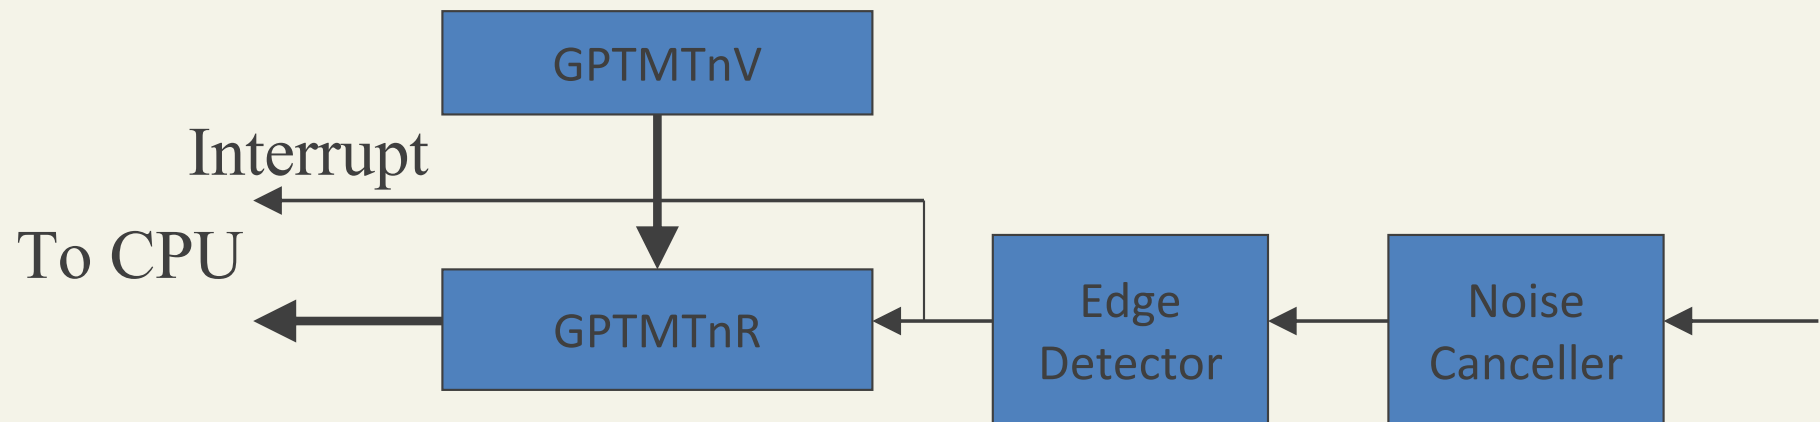 GPTMTnV
Interrupt
To CPU
GPTMTnR
Edge
Detector
Noise
Canceller